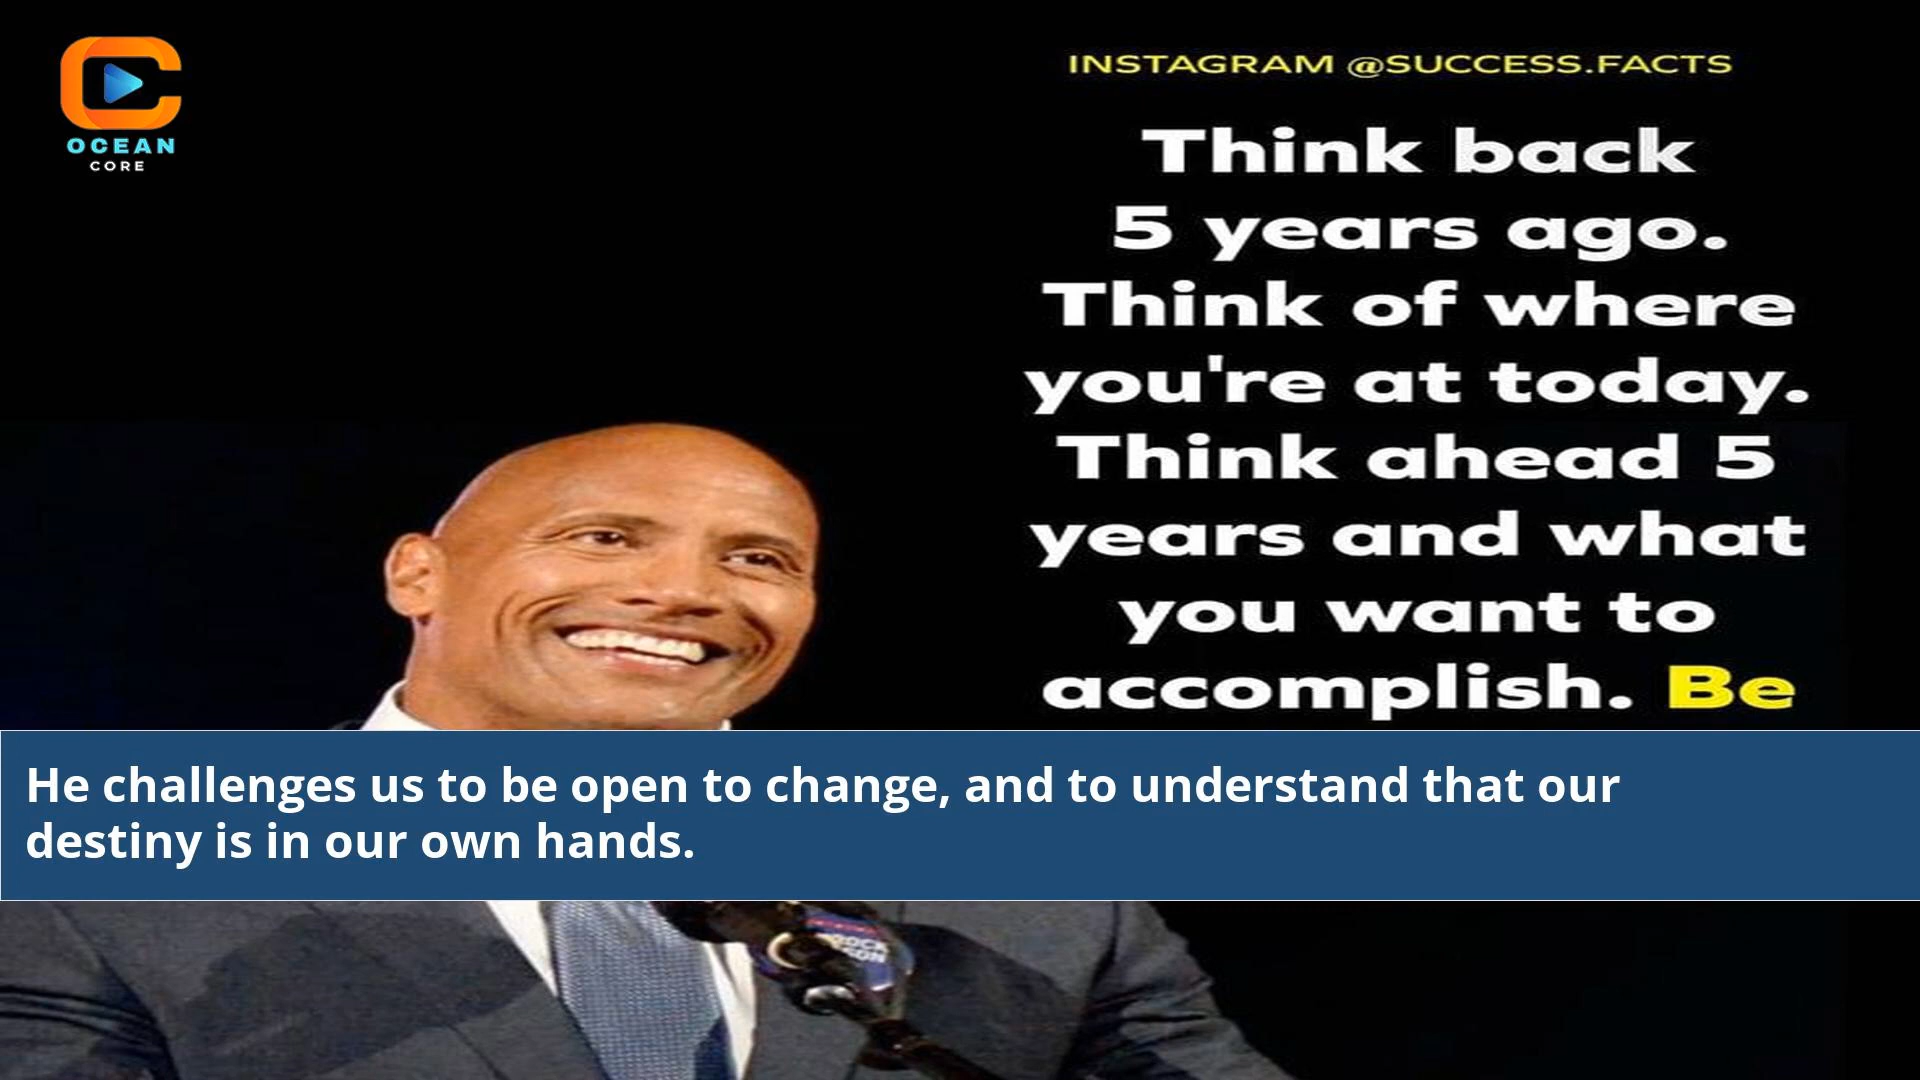 OCEAN
CORE
INSTAGRAM @SUCCESS.FACTS
Think back
5 years ago.
Think of where
you're at today.
Think ahead 5
years and what
you want to
accomplish. Be
He challenges us to be open to change, and to understand that our
destiny is in our own hands.